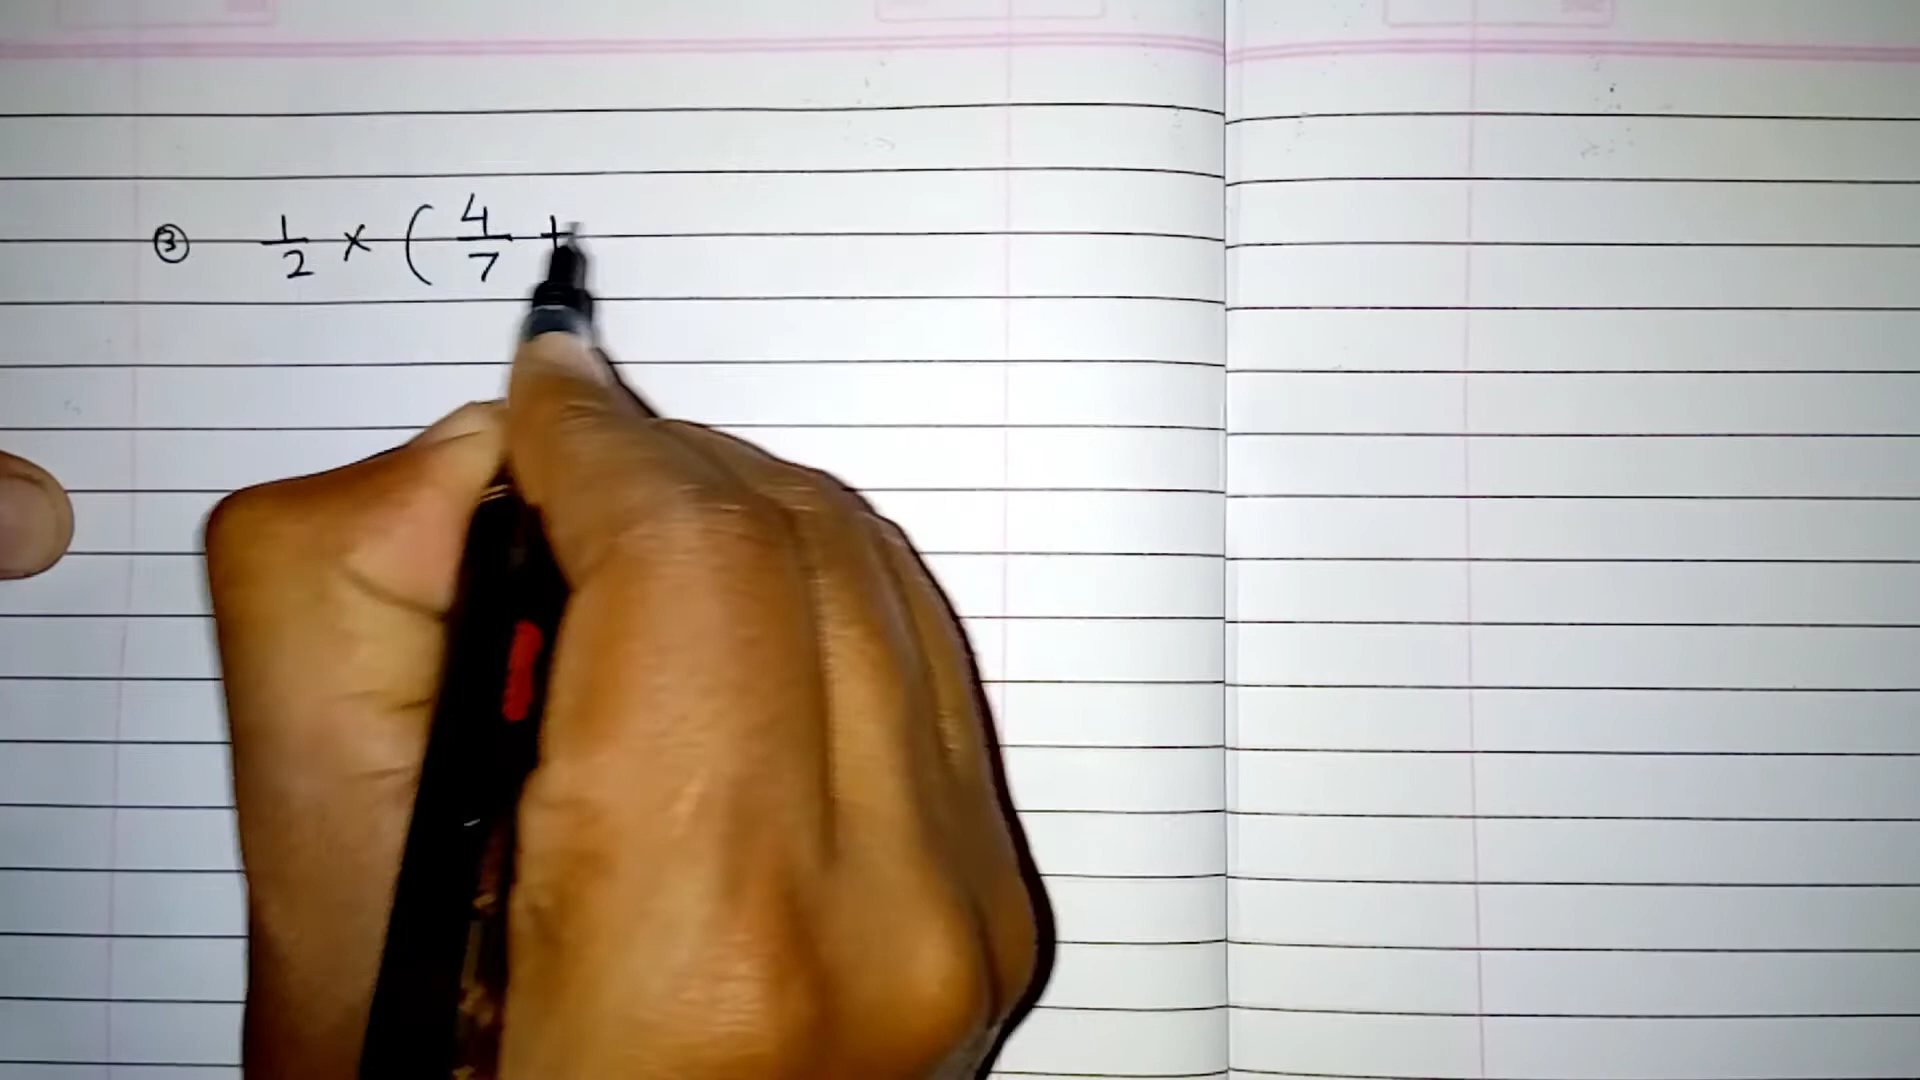 ③ 1/2 × ( 4/7 +